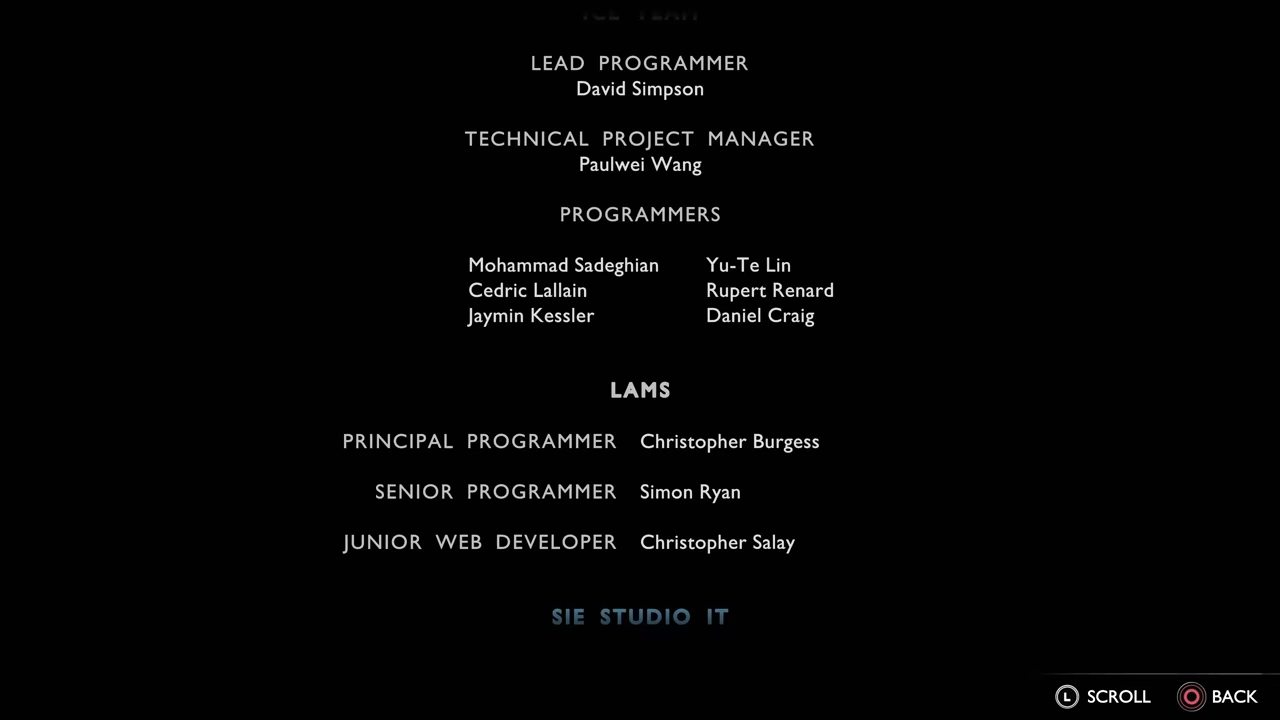 ICE TEAM
LEAD PROGRAMMER
David Simpson
TECHNICAL PROJECT MANAGER
Paulwei Wang
PROGRAMMERS
Mohammad Sadeghian Yu-Te Lin
Cedric Lallain Rupert Renard
Jaymin Kessler Daniel Craig
LAMS
PRINCIPAL PROGRAMMER Christopher Burgess
SENIOR PROGRAMMER Simon Ryan
JUNIOR WEB DEVELOPER Christopher Salay
SIE STUDIO IT
L SCROLL BACK